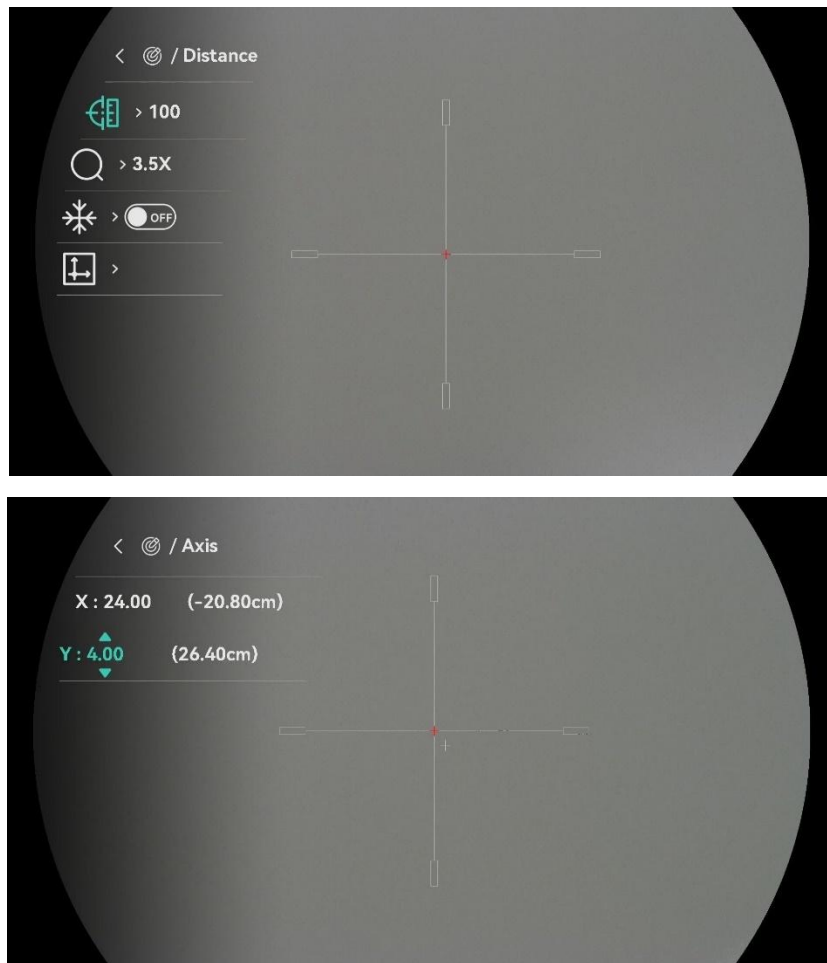 / Distance
> 100
> 3.5X
> OFF
>
/ Axis
X : 24.00 (-20.80cm)
Y : 4.00 (26.40cm)